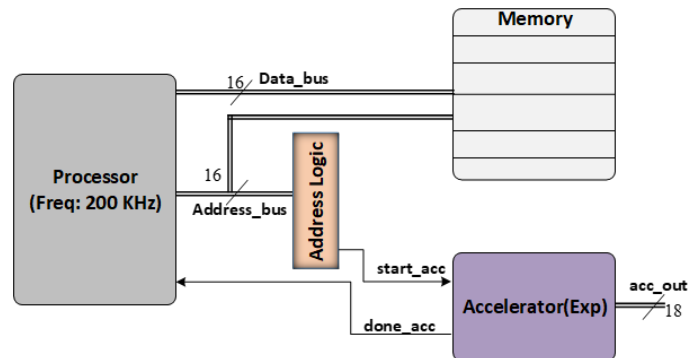 Memory
16
Data_bus
Processor
(Freq: 200 KHz)
16
Address_bus
Address Logic
start_acc
done_acc
Accelerator(Exp)
acc_out
18